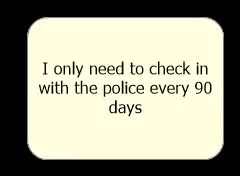 I only need to check in
with the police every 90
days